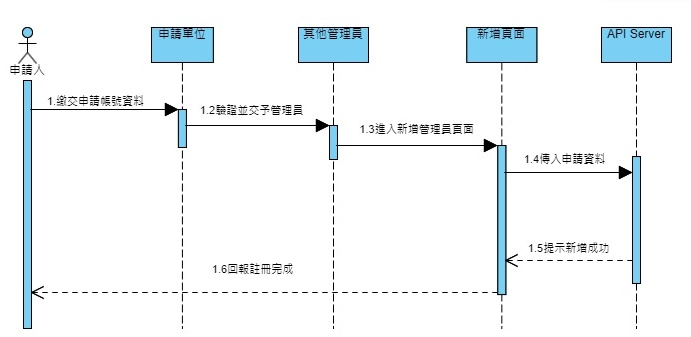 申請人
申請單位
其他管理員
新增頁面
API Server
1.繳交申請帳號資料
1.2驗證並交予管理員
1.3進入新增管理員頁面
1.4傳入申請資料
1.5提示新增成功
1.6回報註冊完成